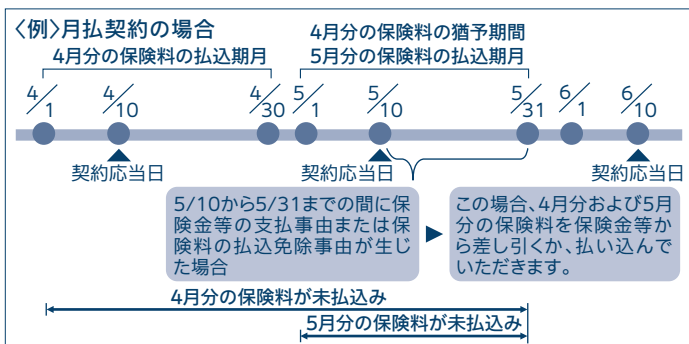 〈例〉月払契約の場合
4月分の保険料の払込期月
4月分の保険料の猶予期間
5月分の保険料の払込期月
4/1
4/10
4/30
5/1
5/10
5/31
6/1
6/10
契約応当日
契約応当日
契約応当日
5/10から5/31までの間に保
険金等の支払事由または保
険料の払込免除事由が生じ
た場合
この場合、4月分および5月
分の保険料を保険金等か
ら差し引くか、払い込んで
いただきます。
4月分の保険料が未払込み
5月分の保険料が未払込み